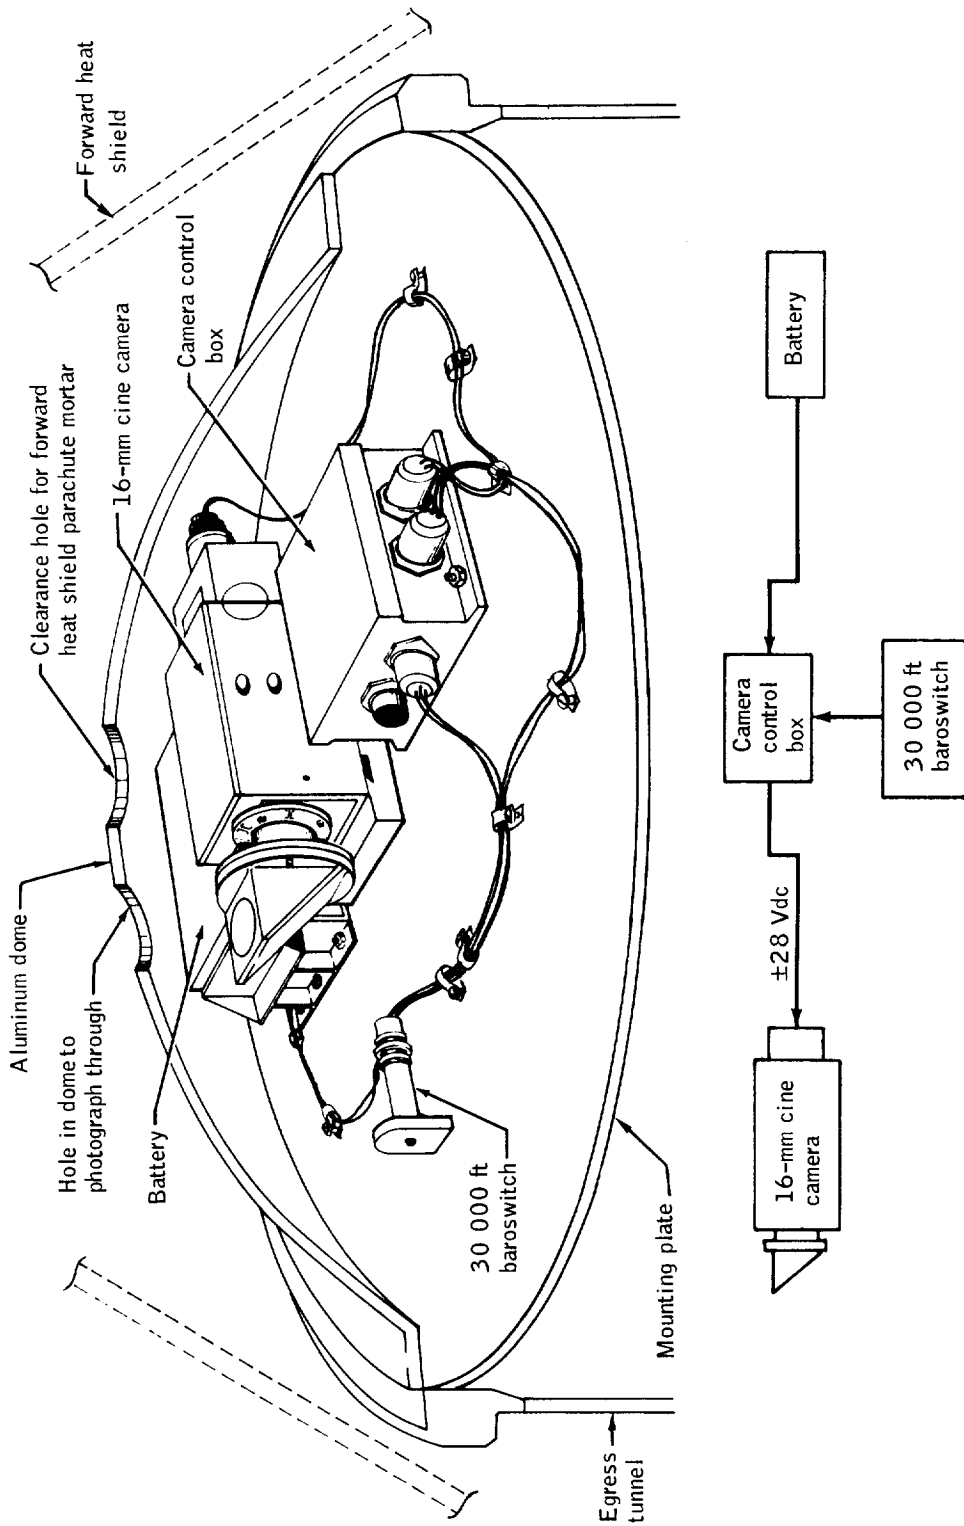 Forward heat
shield
Camera control
box
16-mm cine camera
Clearance hole for forward
heat shield parachute mortar
Aluminum dome
Hole in dome to
photograph through
Battery
30 000 ft
baroswitch
Mounting plate
Egress
tunnel
Battery
Camera
control
box
30 000 ft
baroswitch
±28 Vdc
16-mm cine
camera